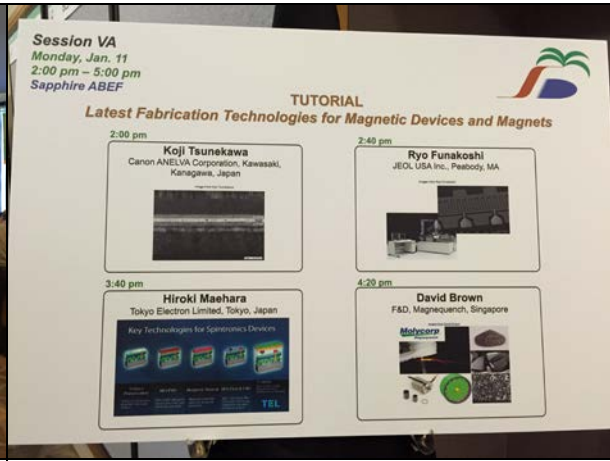 Session VA
Monday, Jan. 11
2:00 pm – 5:00 pm
Sapphire ABEF
TUTORIAL
Latest Fabrication Technologies for Magnetic Devices and Magnets
2:00 pm
Koji Tsunekawa
Canon ANELVA Corporation, Kawasaki,
Kanagawa, Japan
2:40 pm
Ryo Funakoshi
JEOL USA Inc., Peabody, MA
3:40 pm
Hiroki Maehara
Tokyo Electron Limited, Tokyo, Japan
Key Technologies for Spintronics Devices
TEL
4:20 pm
David Brown
F&D, Magnequench, Singapore
Molycorp